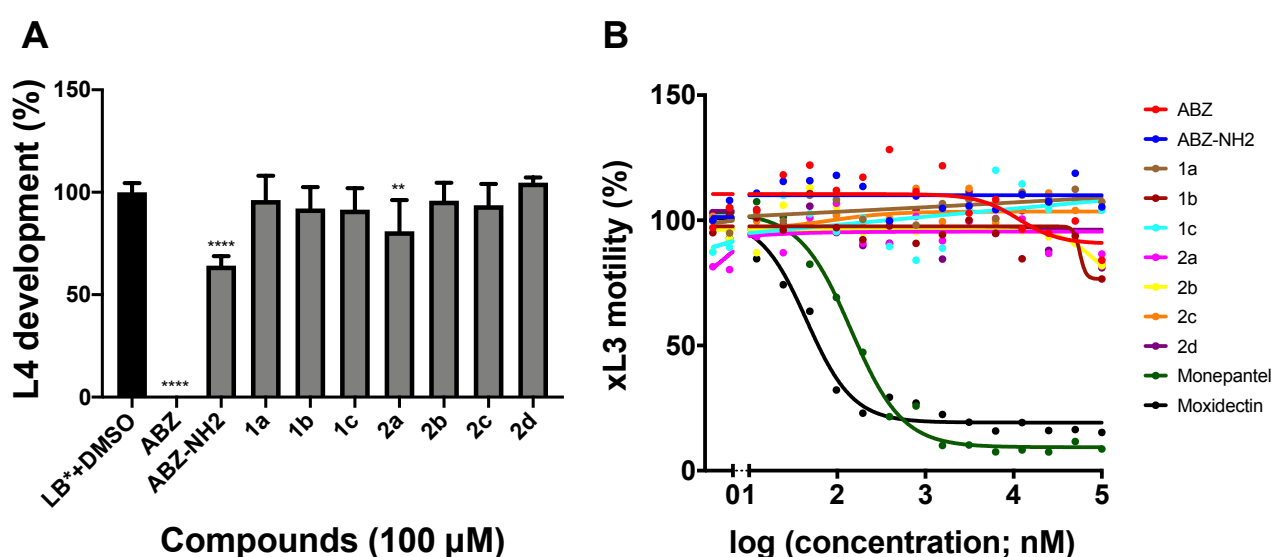 A
L4 development (%)
150
100
50
0
****
****
**
LB*+DMSO
ABZ
ABZ-NH2
1a
1b
1c
2a
2b
2c
2d
Compounds (100 µM)
B
xL3 motility (%)
150
100
50
0
01
2
3
4
5
log (concentration; nM)
ABZ
ABZ-NH2
1a
1b
1c
2a
2b
2c
2d
Monepantel
Moxidectin